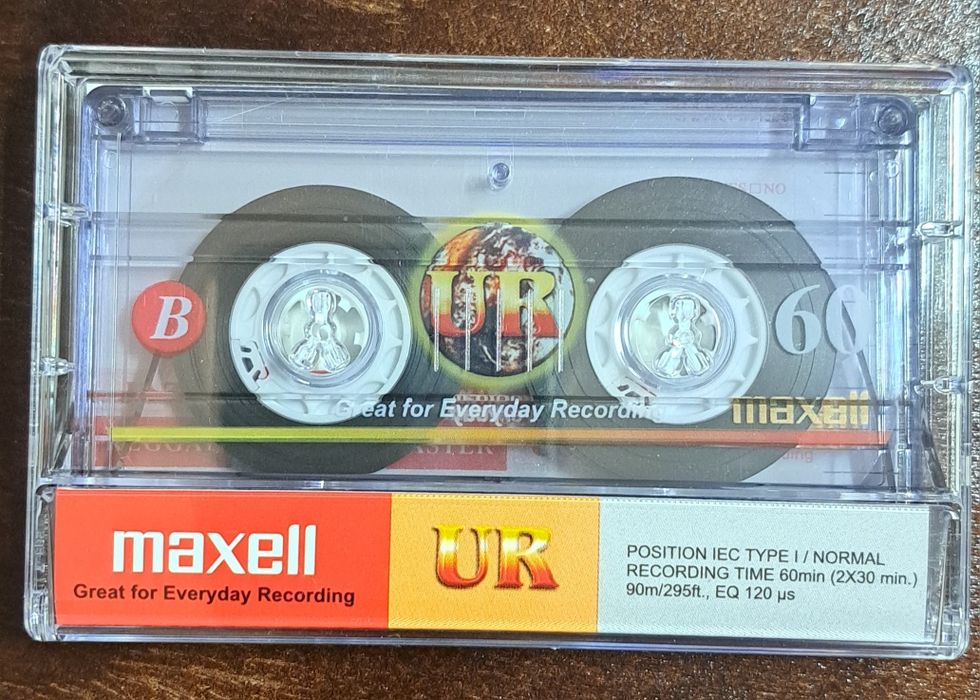 B
UR
60
Great for Everyday Recording
maxell
maxell
Great for Everyday Recording
UR
POSITION IEC TYPE I / NORMAL
RECORDING TIME 60min (2X30 min.)
90m/295ft., EQ 120 µs